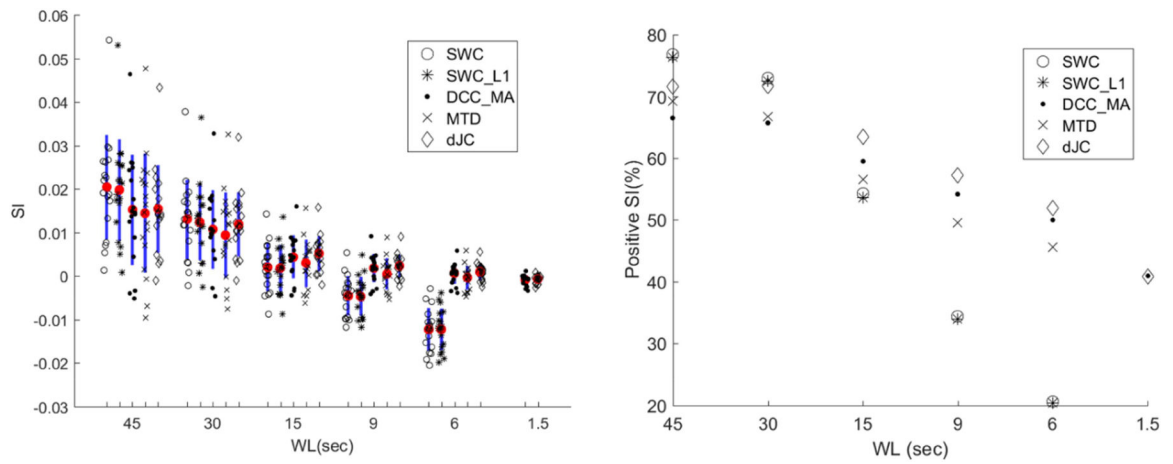 0.06
0.05
0.04
0.03
0.02
0.01
0
-0.01
-0.02
-0.03
SI
45 30 15 9 6 1.5
WL(sec)
SWC
SWC_L1
DCC_MA
MTD
dJC
80
70
60
50
40
30
20
Positive SI(%)
45 30 15 9 6 1.5
WL (sec)
SWC
SWC_L1
DCC_MA
MTD
dJC